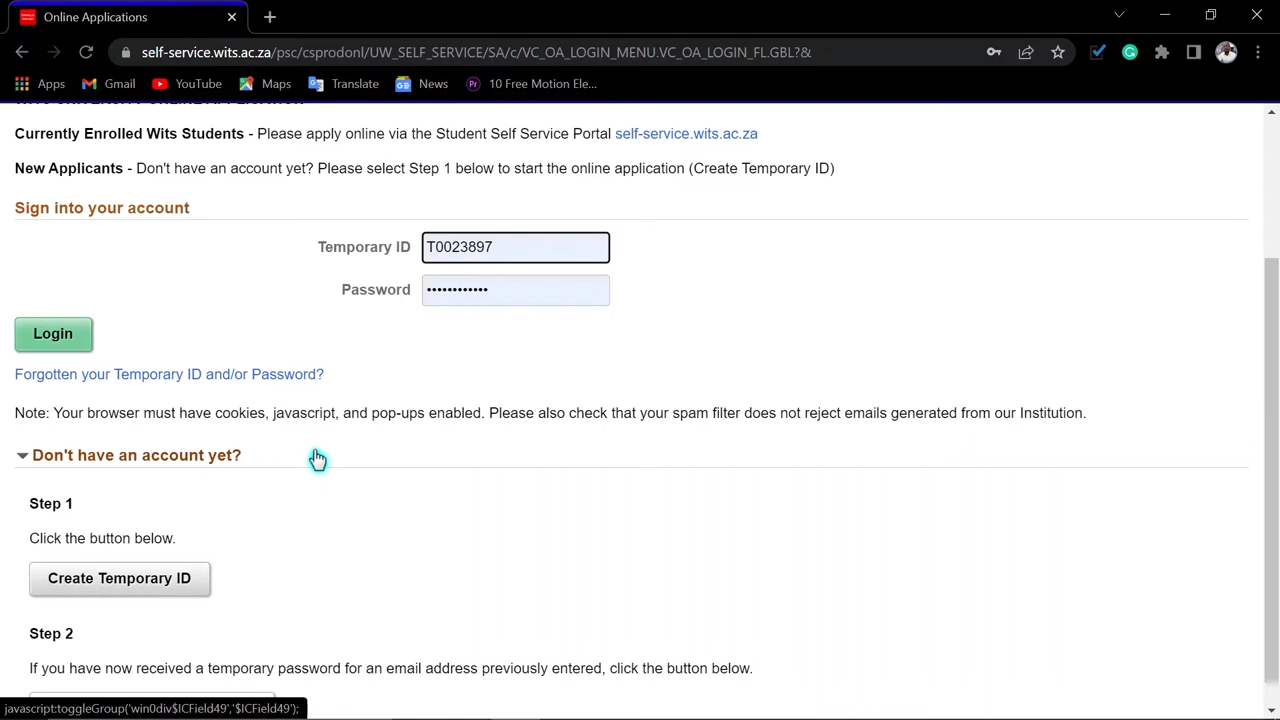 Online Applications
self-service.wits.ac.za/psc/csprodonl/UW_SELF_SERVICE/SA/c/VC_OA_LOGIN_MENU.VC_OA_LOGIN_FL.GBL?&
Apps Gmail YouTube Maps Translate News Pr 10 Free Motion Ele...
Currently Enrolled Wits Students - Please apply online via the Student Self Service Portal self-service.wits.ac.za
New Applicants - Don't have an account yet? Please select Step 1 below to start the online application (Create Temporary ID)
Sign into your account
Temporary ID T0023897
Password ••••••••••••
Login
Forgotten your Temporary ID and/or Password?
Note: Your browser must have cookies, javascript, and pop-ups enabled. Please also check that your spam filter does not reject emails generated from our Institution.
Don't have an account yet?
Step 1
Click the button below.
Create Temporary ID
Step 2
If you have now received a temporary password for an email address previously entered, click the button below.
javascript:toggleGroup('win0div$ICField49','$ICField49');